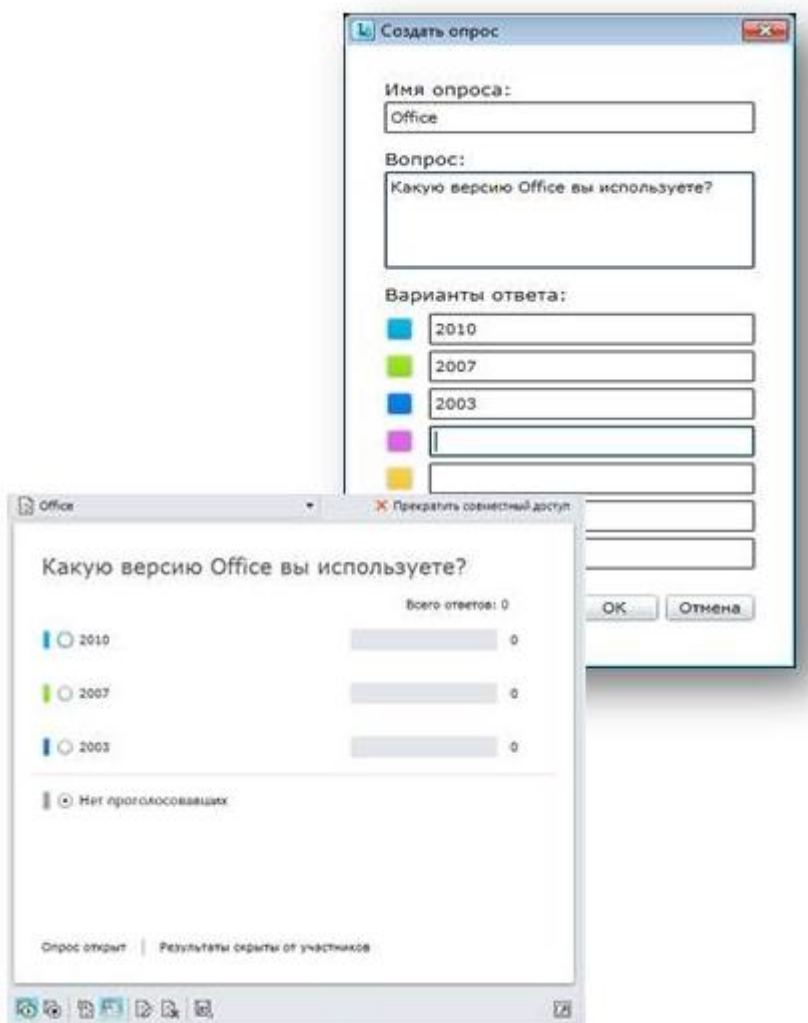 Создать опрос
Имя опроса:
Office
Вопрос:
Какую версию Office вы используете?
Варианты ответа:
2010
2007
2003
ОК Отмена
Office Прекратить совместный доступ
Какую версию Office вы используете?
Всего ответов: 0
2010 0
2007 0
2003 0
Нет проголосовавших
Опрос открыт | Результаты скрыты от участников